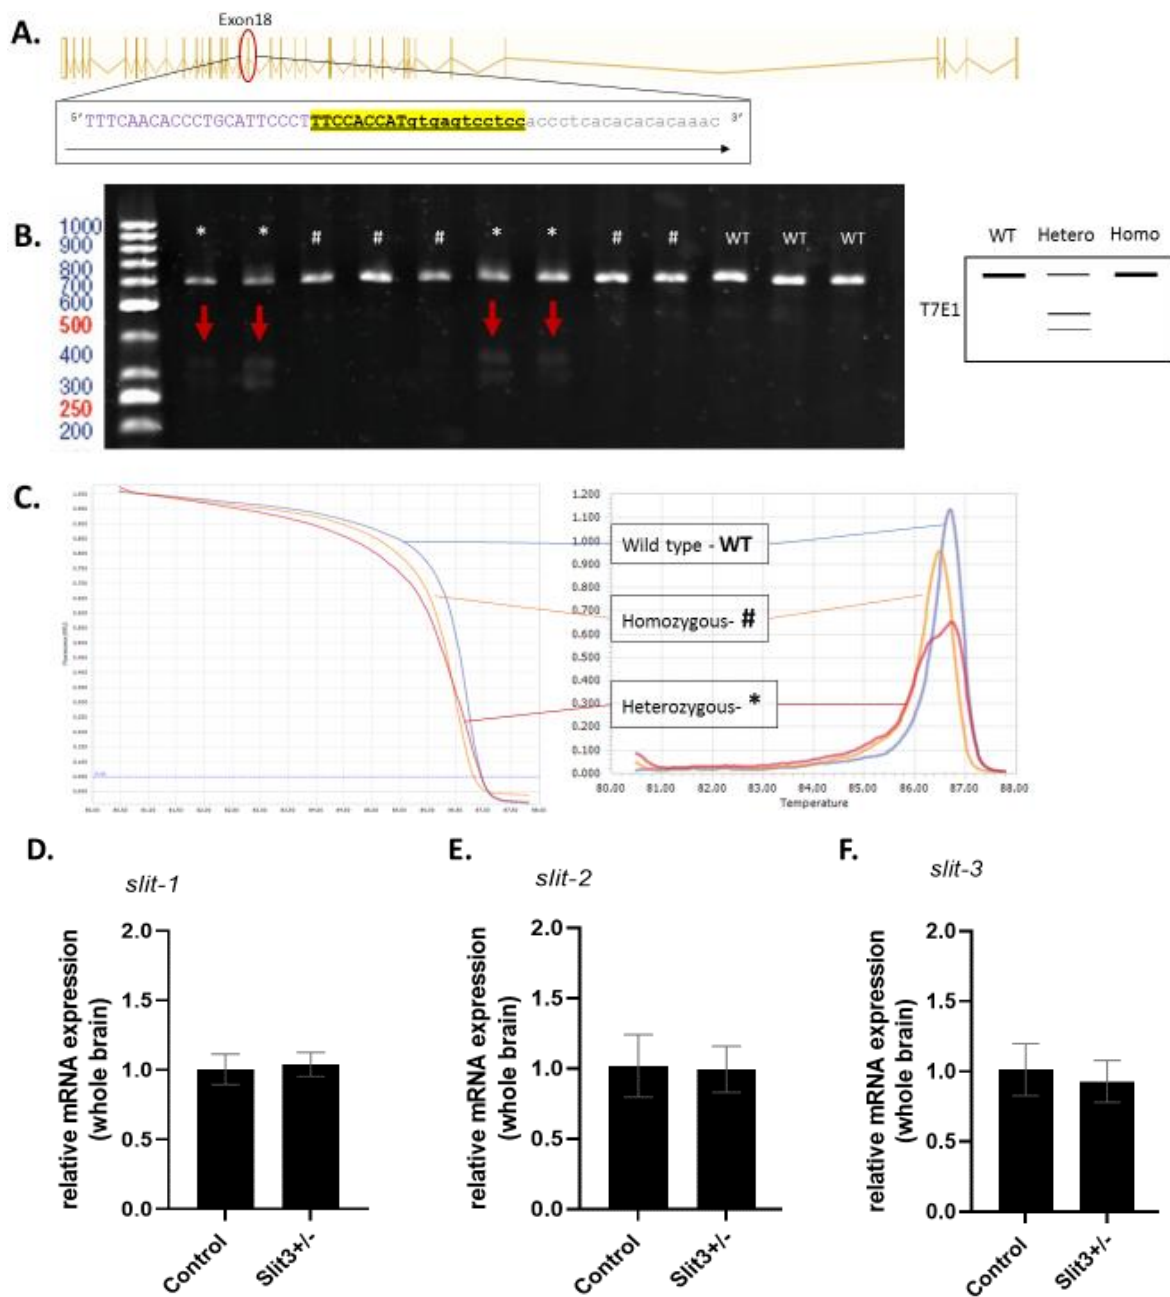 A.
Exon18
5' TTTCAACACCCTGCATTCCCTTTCCACCATgtgagtcctccaccctcacacacacaaac 3'
B.
1000
900
800
700
600
500
400
300
250
200
* * # # # * * # # WT WT WT
WT Hetero Homo
T7E1
C.
Wild type - WT
Homozygous- #
Heterozygous- *
1.200
1.100
1.000
0.900
0.800
0.700
0.600
0.500
0.400
0.300
0.200
0.100
0.000
80.00 81.00 82.00 83.00 84.00 85.00 86.00 87.00 88.00
Temperature
D.
slit-1
relative mRNA expression
(whole brain)
2.0
1.5
1.0
0.5
0.0
Control
Slit3+/-
E.
slit-2
relative mRNA expression
(whole brain)
2.0
1.5
1.0
0.5
0.0
Control
Slit3+/-
F.
slit-3
relative mRNA expression
(whole brain)
2.0
1.5
1.0
0.5
0.0
Control
Slit3+/-